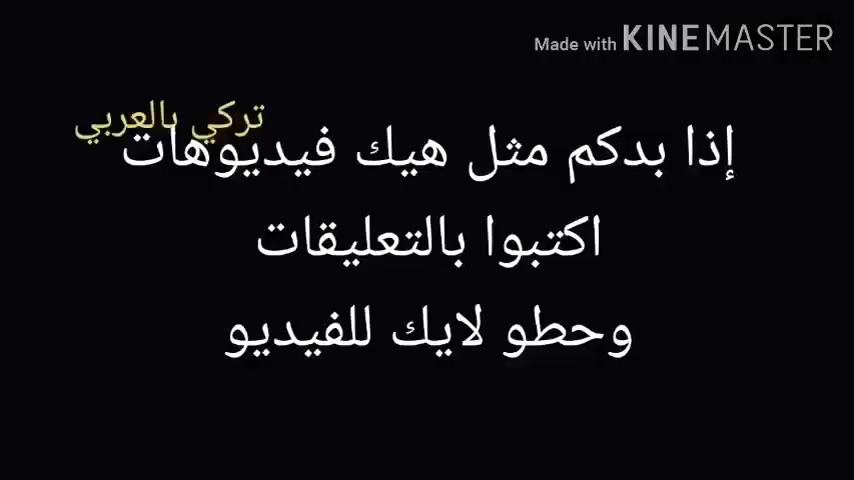 Made with KINEMASTER
تركي بالعربي
إذا بدكم مثل هيك فيديوهات
اكتبوا بالتعليقات
وحطو لايك للفيديو